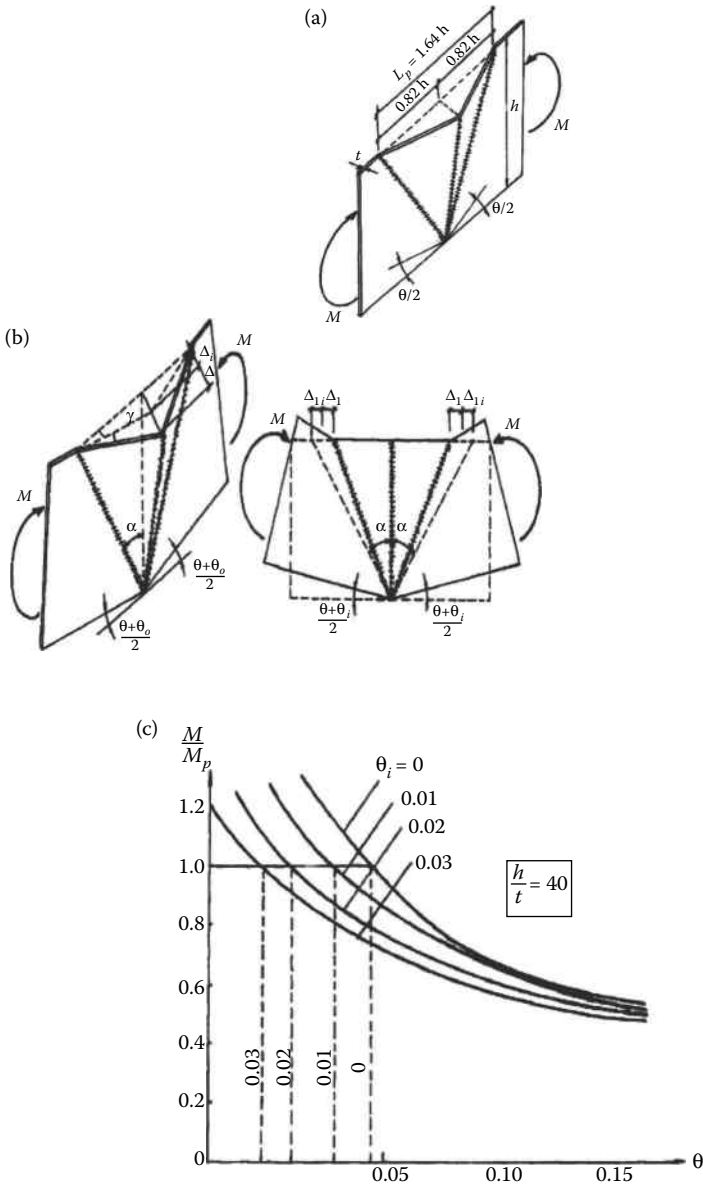 (a)
L_p = 1.64 h
0.82 h
0.82 h
h
M
t
θ/2
θ/2
M
(b)
Δ_i
Δ
γ
M
M
α
θ+θ_o/2
θ+θ_o/2
Δ_1i Δ_1
Δ_1 Δ_1i
M
M
α α
θ+θ_i/2
θ+θ_i/2
(c)
M/M_p
θ_i = 0
0.01
0.02
0.03
h/t = 40
1.2
1.0
0.8
0.6
0.4
0.2
0
0.03
0.02
0.01
0
0.05
0.10
0.15
θ